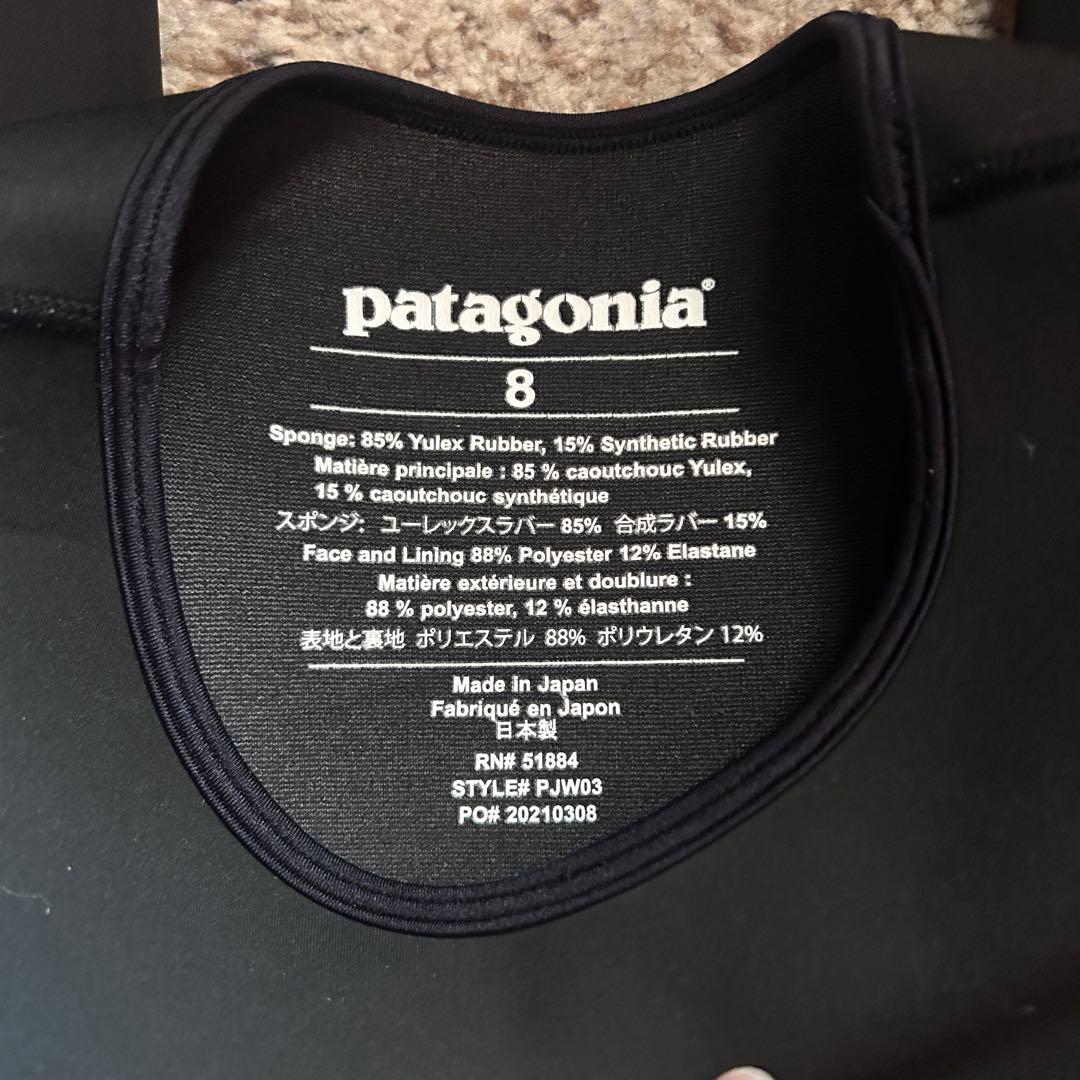 patagonia®
8
Sponge: 85% Yulex Rubber, 15% Synthetic Rubber
Matière principale : 85 % caoutchouc Yulex,
15 % caoutchouc synthétique
スポンジ: ユーレックスラバー 85% 合成ラバー 15%
Face and Lining 88% Polyester 12% Elastane
Matière extérieure et doublure :
88 % polyester, 12 % élasthanne
表地と裏地 ポリエステル 88% ポリウレタン 12%
Made in Japan
Fabriqué en Japon
日本製
RN# 51884
STYLE# PJW03
PO# 20210308